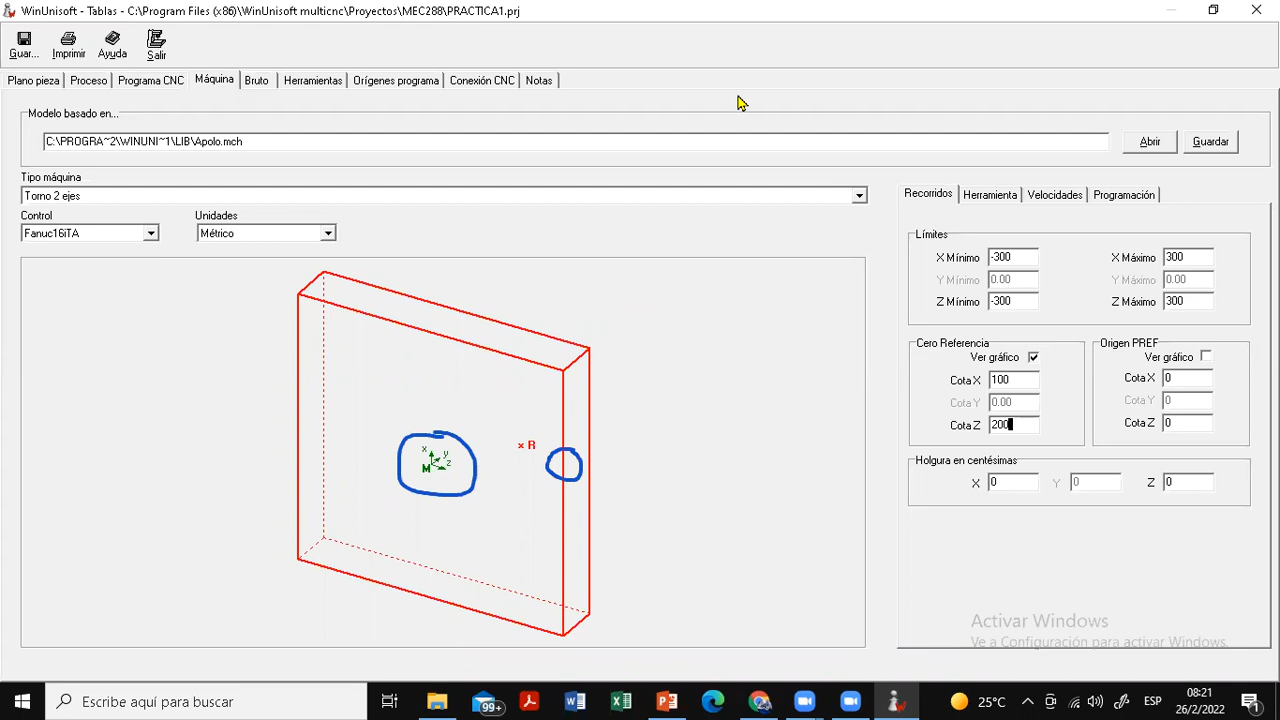 WinUnisoft - Tablas - C:\Program Files (x86)\WinUnisoft multicnc\Proyectos\MEC288\PRACTICA1.prj
Guar... Imprimir Ayuda Salir
Plano pieza Proceso Programa CNC Máquina Bruto Herramientas Orígenes programa Conexión CNC Notas
Modelo basado en...
C:\PROGRA~2\WINUNI~1\LIB\Apolo.mch Abrir Guardar
Tipo máquina
Torno 2 ejes
Control Unidades
Fanuc16iTA Métrico
Recorridos Herramienta Velocidades Programación
Límites
X Mínimo -300 X Máximo 300
Y Mínimo 0.00 Y Máximo 0.00
Z Mínimo -300 Z Máximo 300
Cero Referencia Origen PREF
Ver gráfico Ver gráfico
Cota X 100 Cota X 0
Cota Y 0.00 Cota Y 0
Cota Z 200 Cota Z 0
Holgura en centésimas
X 0 Y 0 Z 0
x y z M
x R
Activar Windows
Ve a Configuración para activar Windows.
Escribe aquí para buscar
99+ 25°C ESP 08:21
26/2/2022 1